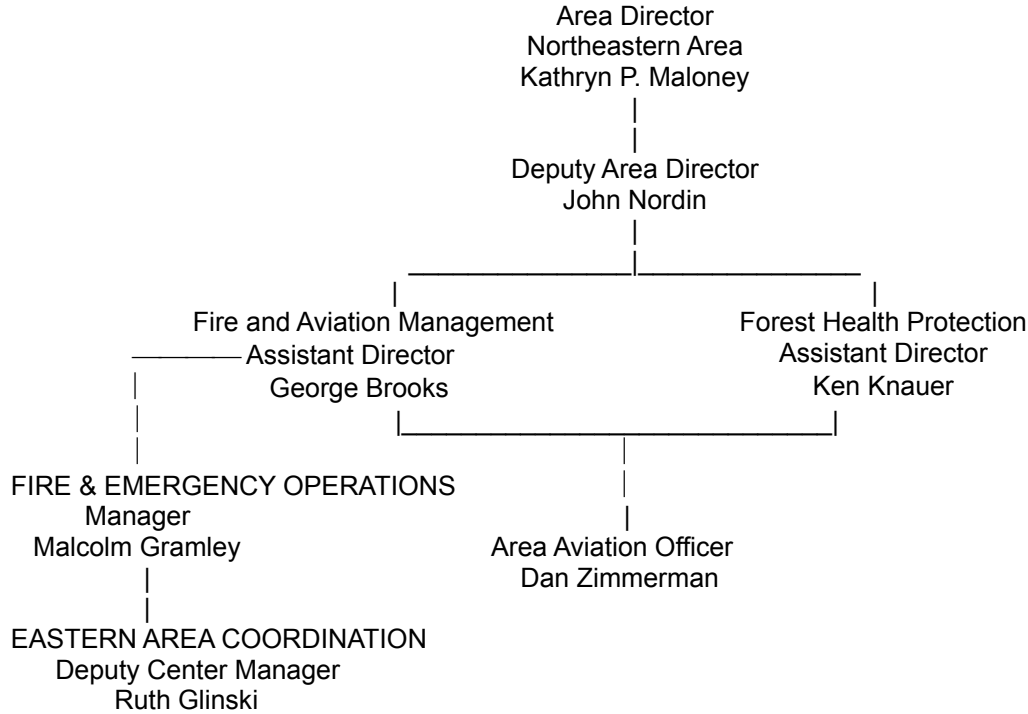 Area Director
Northeastern Area
Kathryn P. Maloney
Deputy Area Director
John Nordin
Fire and Aviation Management
Assistant Director
George Brooks
Forest Health Protection
Assistant Director
Ken Knauer
FIRE & EMERGENCY OPERATIONS
Manager
Malcolm Gramley
Area Aviation Officer
Dan Zimmerman
EASTERN AREA COORDINATION
Deputy Center Manager
Ruth Glinski